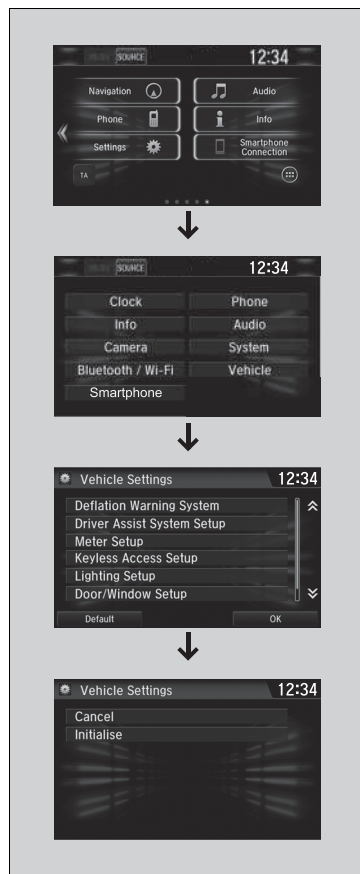 SOURCE
12:34
Navigation
Audio
Phone
Info
Settings
Smartphone
Connection
TA
SOUND
12:34
Clock
Phone
Info
Audio
Camera
System
Bluetooth / Wi-Fi
Vehicle
Smartphone
Vehicle Settings
12:34
Deflation Warning System
Driver Assist System Setup
Meter Setup
Keyless Access Setup
Lighting Setup
Door/Window Setup
Default
OK
Vehicle Settings
12:34
Cancel
Initialise